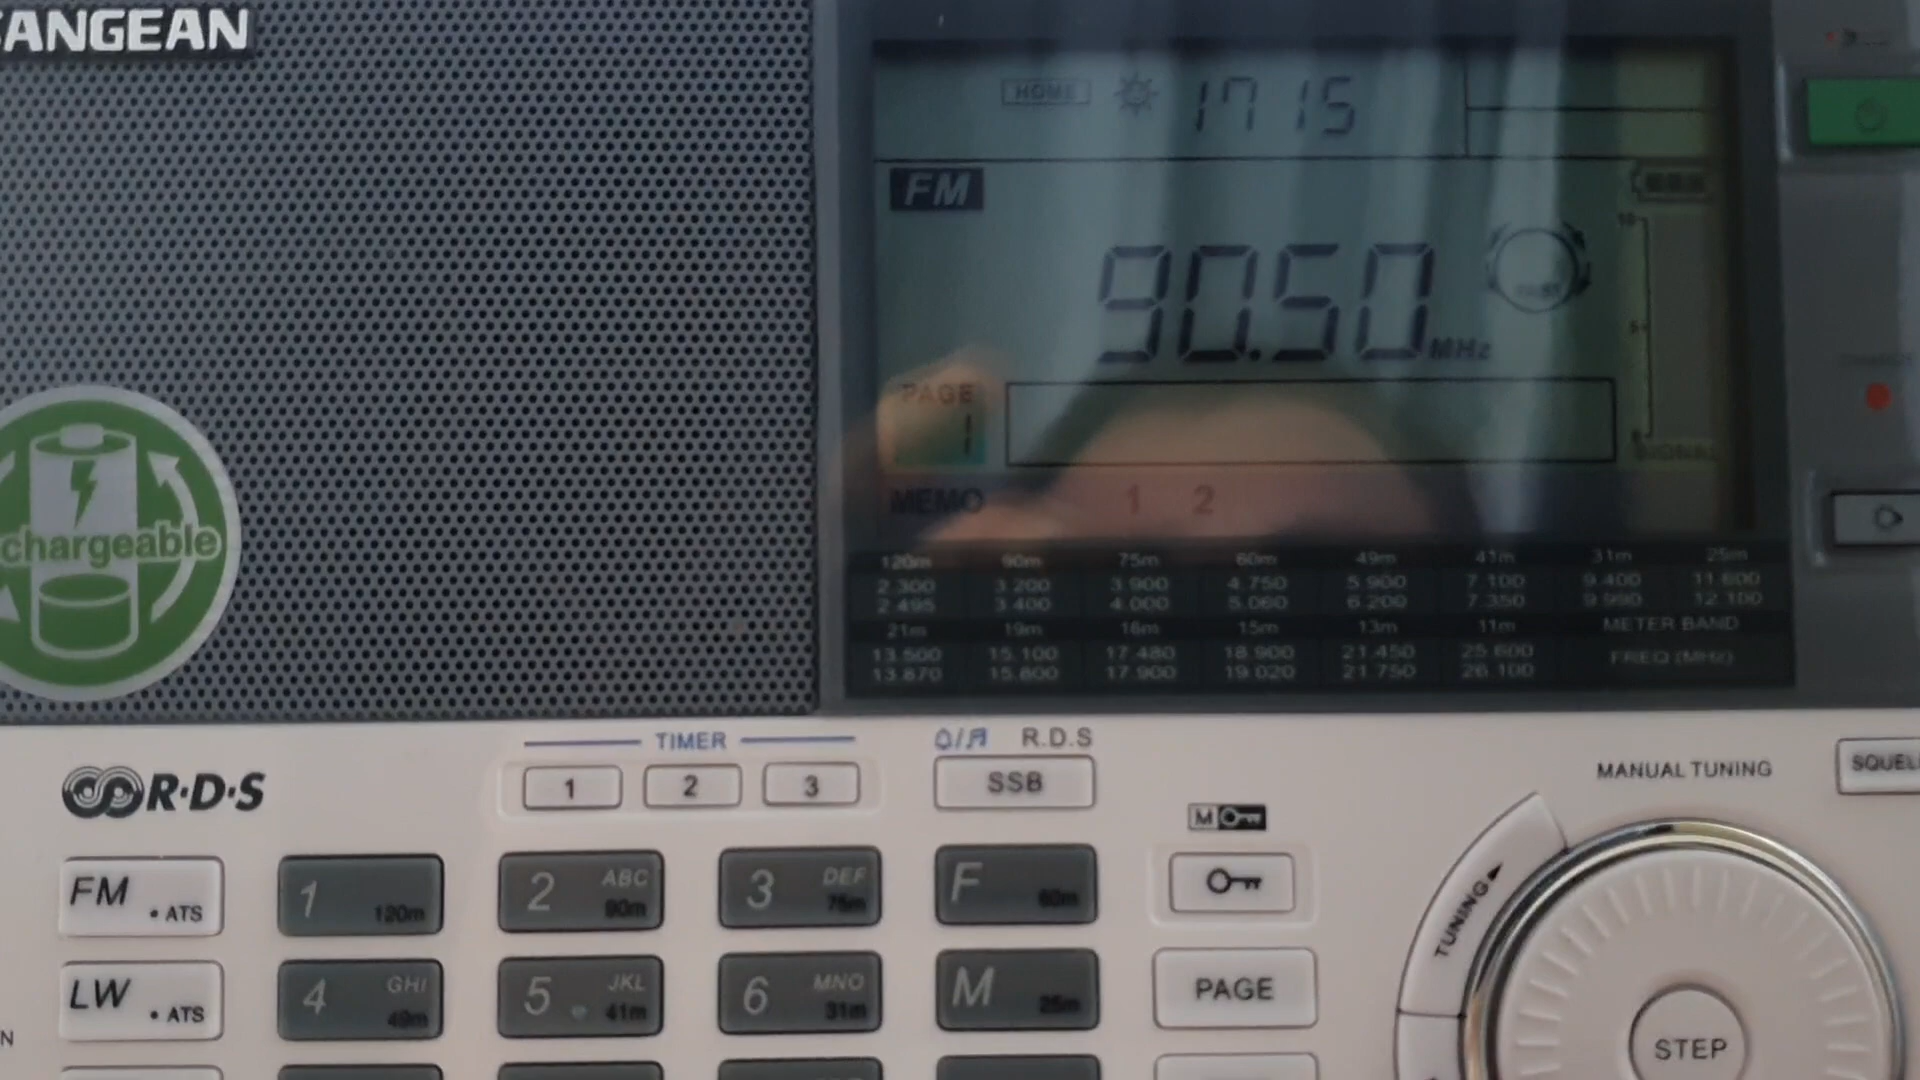 ANGEAN
HOME 17 15
FM
90.50 MHz
10
5
PAGE
1
MEMO 1 2
chargeable
120m 90m 75m 60m 49m 41m 31m 25m
2.300 3.200 3.900 4.750 5.900 7.100 9.400 11.600
2.495 3.400 4.000 5.060 6.200 7.350 9.990 12.100
21m 19m 16m 15m 13m 11m METER BAND
13.500 15.100 17.480 18.900 21.450 25.600 FREQ (MHz)
13.870 15.800 17.900 19.020 21.750 26.100
TIMER R.D.S
R·D·S 1 2 3 SSB
MANUAL TUNING SQUEL
M
FM • ATS 1 120m 2 ABC 90m 3 DEF 75m F 60m
TUNING
LW • ATS 4 GHI 49m 5 JKL 41m 6 MNO 31m M 25m PAGE
N
STEP